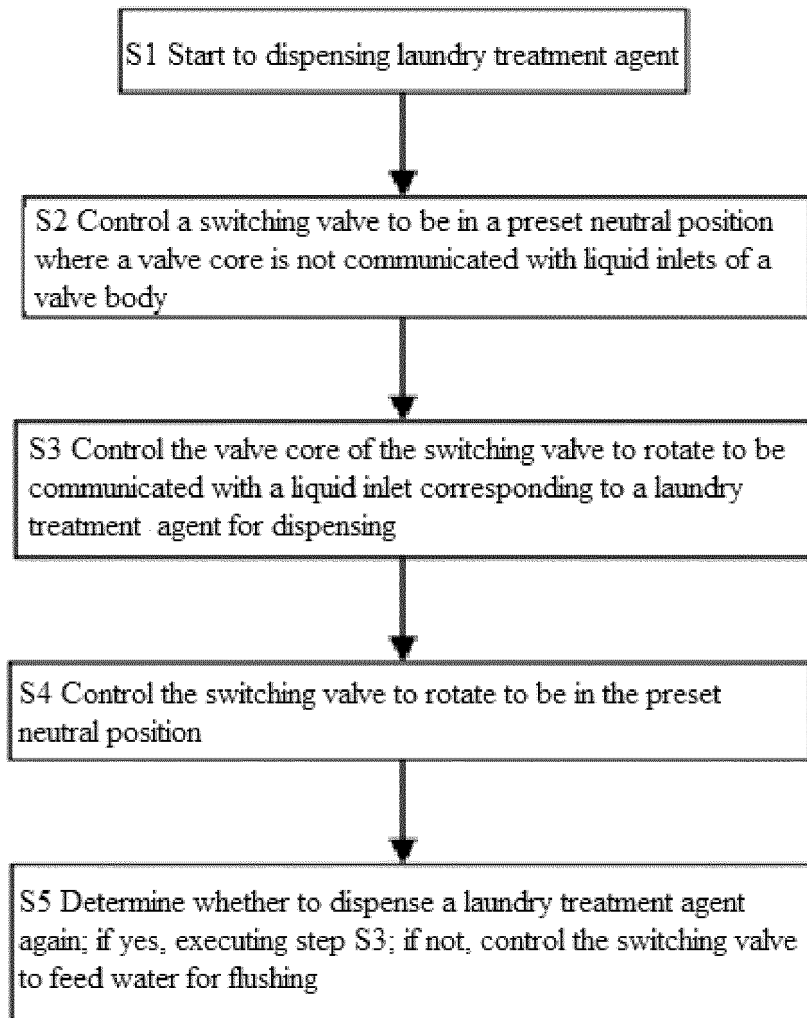 S1 Start to dispensing laundry treatment agent
S2 Control a switching valve to be in a preset neutral position
where a valve core is not communicated with liquid inlets of a
valve body
S3 Control the valve core of the switching valve to rotate to be
communicated with a liquid inlet corresponding to a laundry
treatment agent for dispensing
S4 Control the switching valve to rotate to be in the preset
neutral position
S5 Determine whether to dispense a laundry treatment agent
again; if yes, executing step S3; if not, control the switching valve
to feed water for flushing